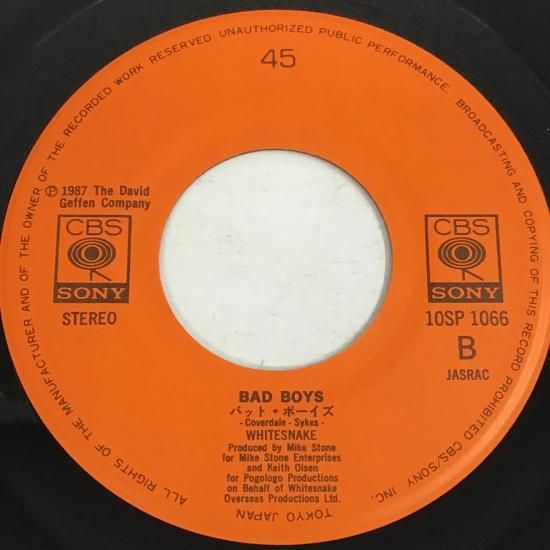 ALL RIGHTS OF THE MANUFACTURER AND OF THE OWNER OF THE RECORDED WORK RESERVED UNAUTHORIZED PUBLIC PERFORMANCE. BROADCASTING AND COPYING OF THIS RECORD PROHIBITED CBS/SONY INC. TOKYO JAPAN.
45
Ⓟ 1987 The David
Geffen Company
CBS
SONY
STEREO
CBS
SONY
10SP 1066
B
JASRAC
BAD BOYS
バット・ボーイズ
- Coverdale - Sykes -
WHITESNAKE
Produced by Mike Stone
for Mike Stone Enterprises
and Keith Olsen
for Pogologo Productions
on Behalf of Whitesnake
Overseas Productions Ltd.